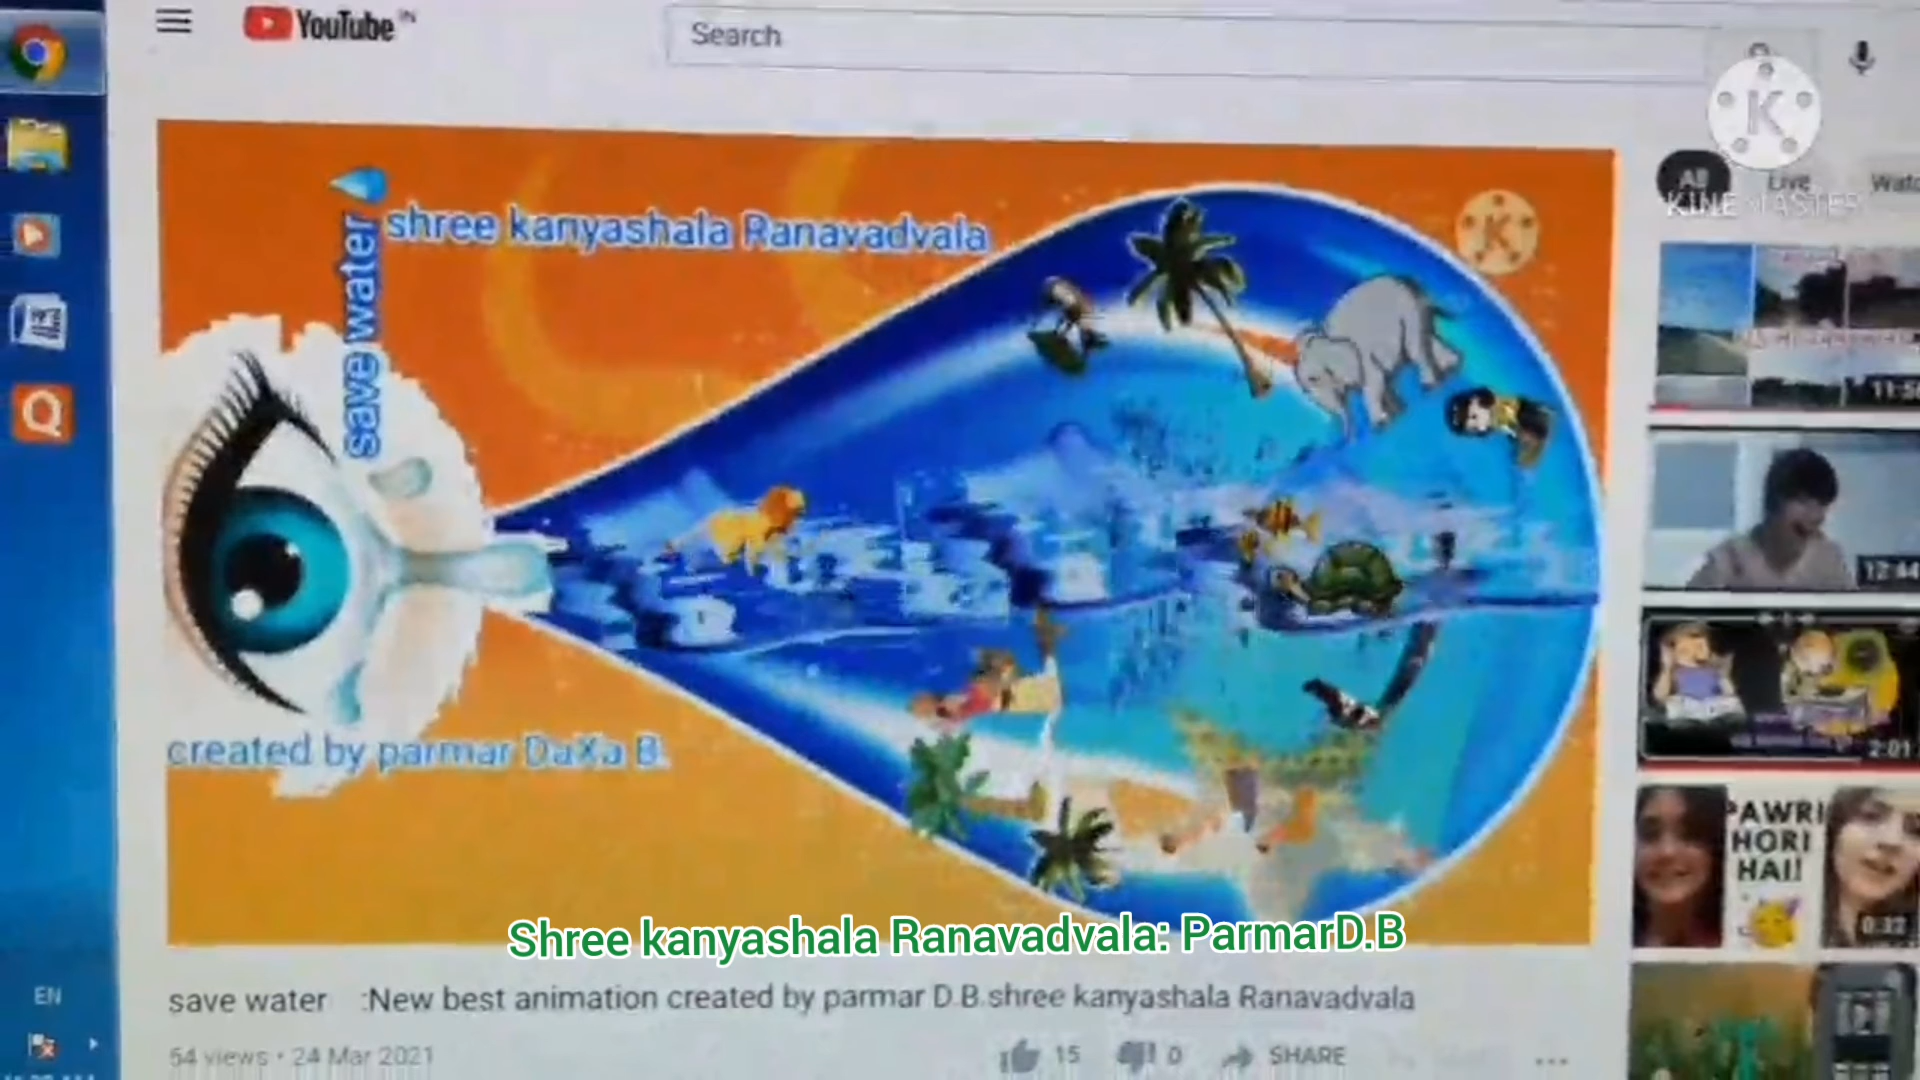 YouTube IN
Search
K
KINEMASTER
All
Live
shree kanyashala Ranavadvala
save water
K
created by parmar DaXa B.
11:56
12:44
2:01
PAWRI
HORI
HAI!
0:32
Shree kanyashala Ranavadvala: ParmarD.B
save water :New best animation created by parmar D.B.shree kanyashala Ranavadvala
54 views • 24 Mar 2021
15
0
SHARE
EN